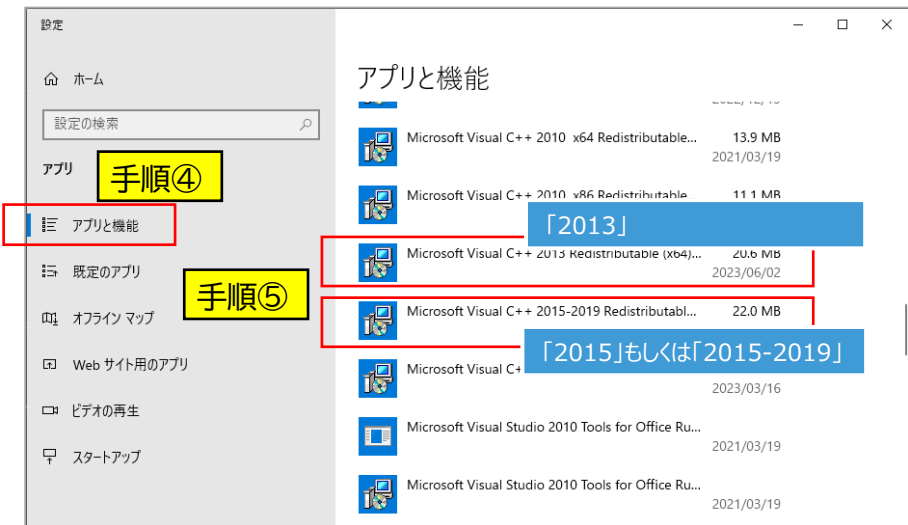 設定
ホーム
設定の検索
アプリ
手順④
アプリと機能
既定のアプリ
手順⑤
オフライン マップ
Web サイト用のアプリ
ビデオの再生
スタートアップ
アプリと機能
Microsoft Visual C++ 2010 x64 Redistributable... 13.9 MB
2021/03/19
Microsoft Visual C++ 2010 x86 Redistributable 11.1 MB
「2013」
Microsoft Visual C++ 2013 Redistributable (x64)... 20.6 MB
2023/06/02
Microsoft Visual C++ 2015-2019 Redistributabl... 22.0 MB
「2015」もしくは「2015-2019」
Microsoft Visual C+
2023/03/16
Microsoft Visual Studio 2010 Tools for Office Ru...
2021/03/19
Microsoft Visual Studio 2010 Tools for Office Ru...
2021/03/19